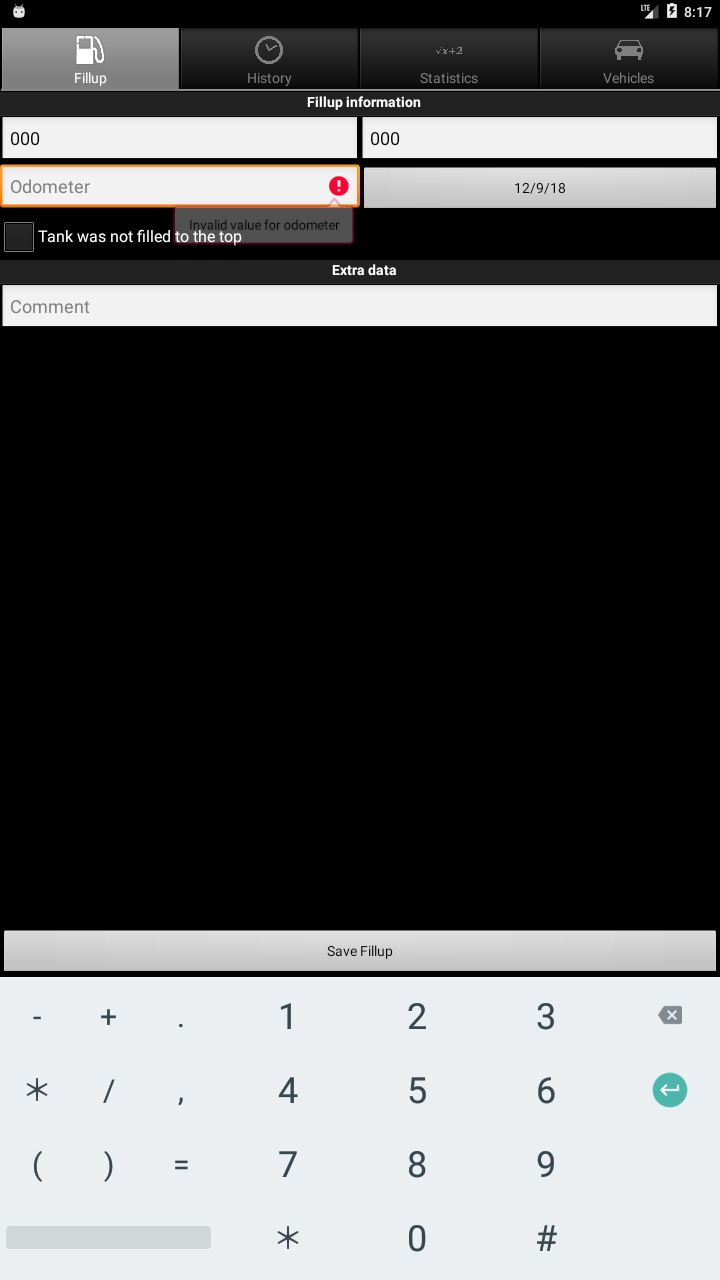 LTE 8:17
√x+2
Fillup History Statistics Vehicles
Fillup information
000 000
Odometer 12/9/18
Invalid value for odometer
Tank was not filled to the top
Extra data
Comment
Save Fillup
- + . 1 2 3
* / , 4 5 6
( ) = 7 8 9
* 0 #